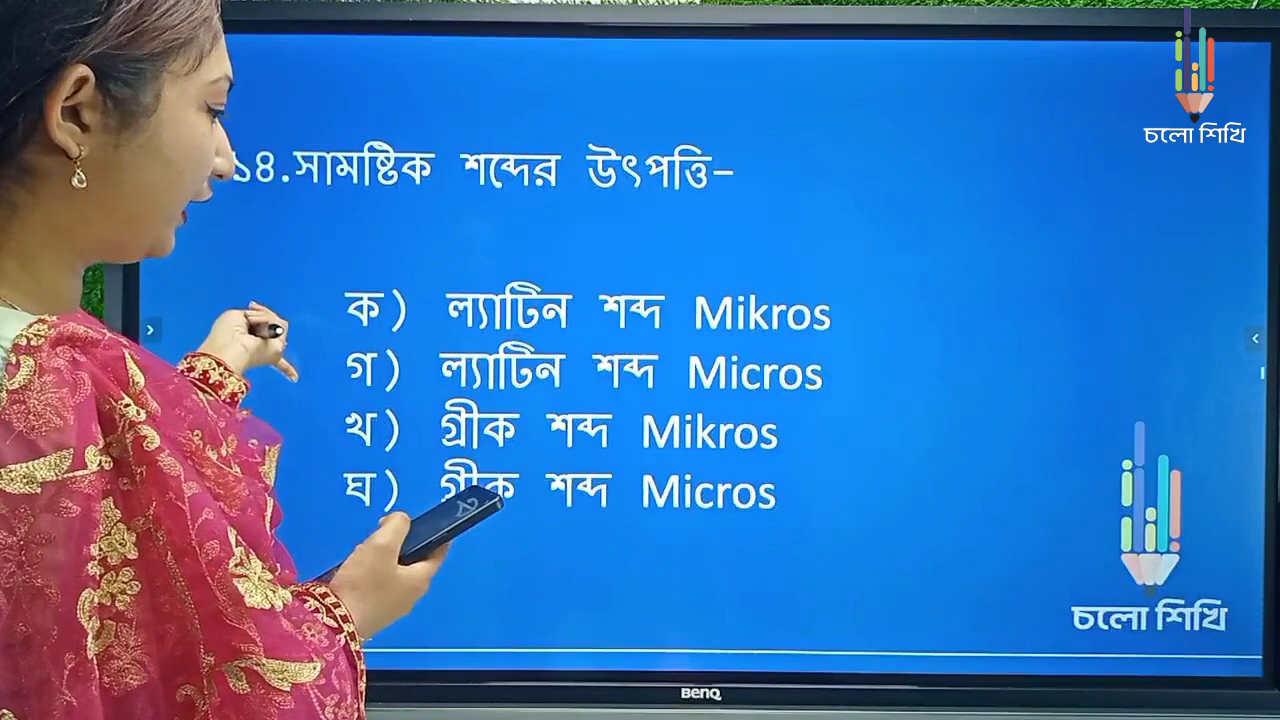 চলো শিখি
১৪.সামষ্টিক শব্দের উৎপত্তি–
ক) ল্যাটিন শব্দ Mikros
গ) ল্যাটিন শব্দ Micros
খ) গ্রীক শব্দ Mikros
ঘ) গ্রীক শব্দ Micros
চলো শিখি
BenQ